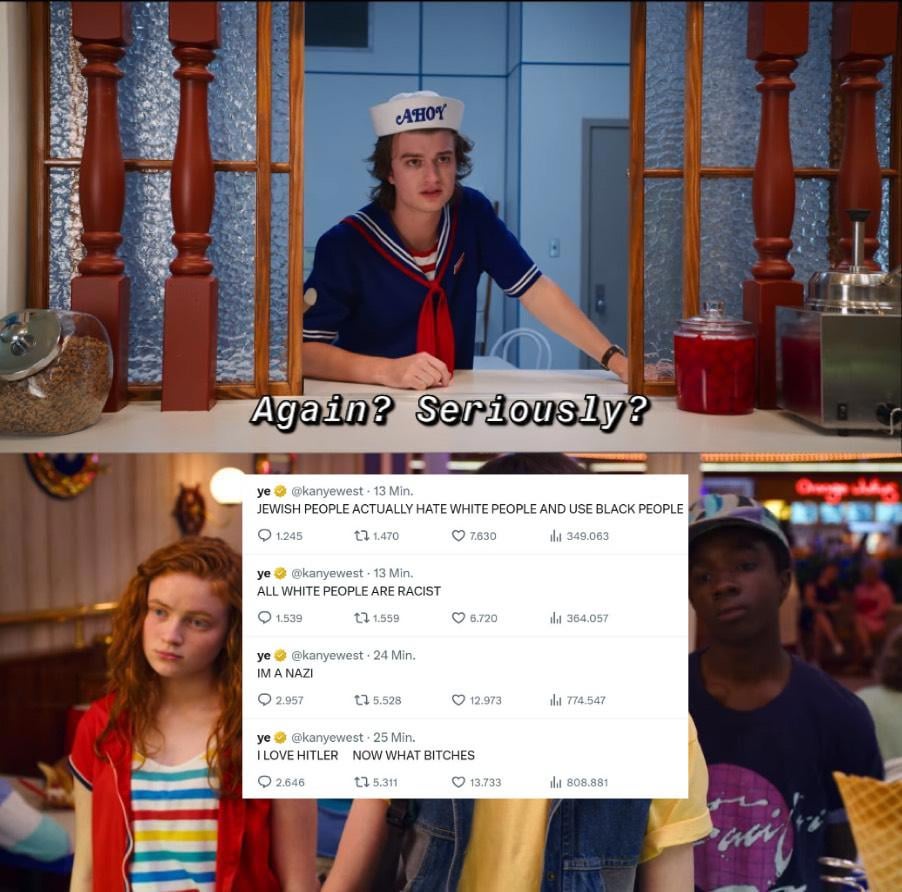 AHOY
Again? Seriously?
ye @kanyewest · 13 Min.
JEWISH PEOPLE ACTUALLY HATE WHITE PEOPLE AND USE BLACK PEOPLE
1.245 1.470 7.630 349.063
ye @kanyewest · 13 Min.
ALL WHITE PEOPLE ARE RACIST
1.539 1.559 6.720 364.057
ye @kanyewest · 24 Min.
IM A NAZI
2.957 5.528 12.973 774.547
ye @kanyewest · 25 Min.
I LOVE HITLER NOW WHAT BITCHES
2.646 5.311 13.733 808.881